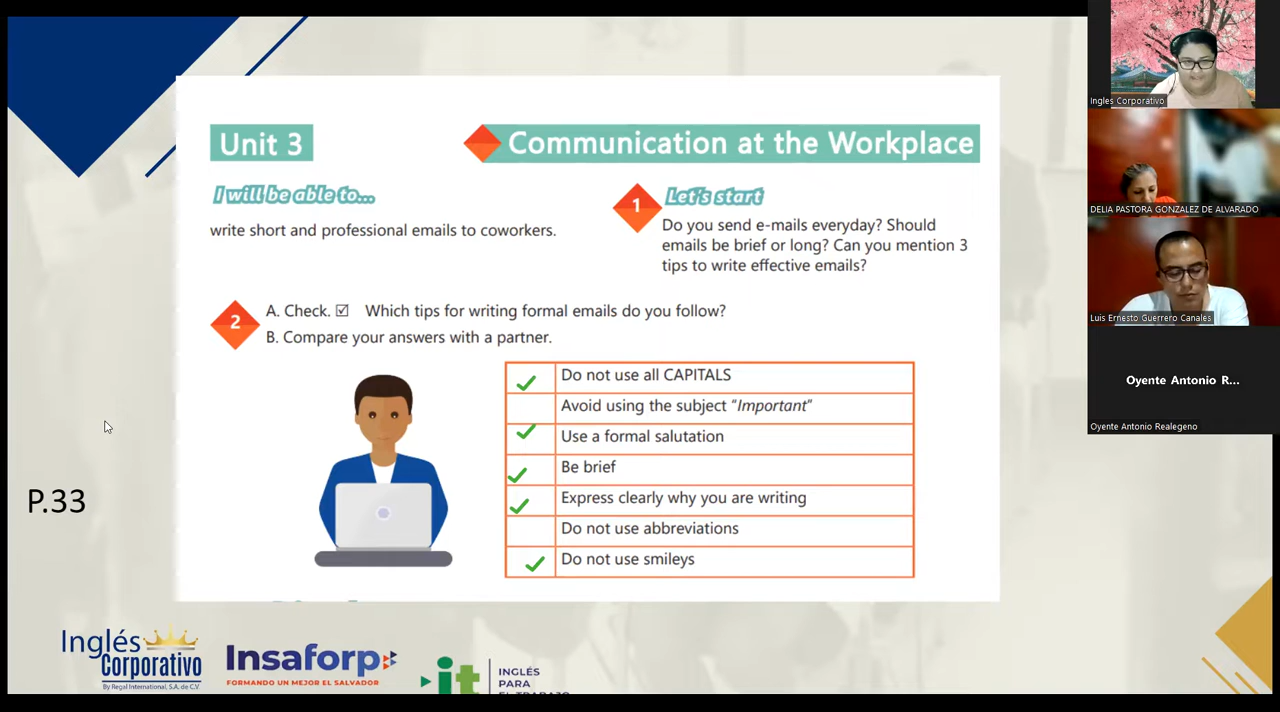 Unit 3
Communication at the Workplace
I will be able to...
write short and professional emails to coworkers.
1
Let's start
Do you send e-mails everyday? Should
emails be brief or long? Can you mention 3
tips to write effective emails?
2
A. Check. ☑ Which tips for writing formal emails do you follow?
B. Compare your answers with a partner.
Do not use all CAPITALS
Avoid using the subject "Important"
Use a formal salutation
Be brief
Express clearly why you are writing
Do not use abbreviations
Do not use smileys
P.33
Inglés
Corporativo
By Regal International, S.A. de C.V.
Insaforp
FORMANDO UN MEJOR EL SALVADOR
it
INGLÉS
PARA
EL TRABAJO
Ingles Corporativo
DELIA PASTORA GONZALEZ DE ALVARADO
Luis Ernesto Guerrero Canales
Oyente Antonio R...
Oyente Antonio Realegeno